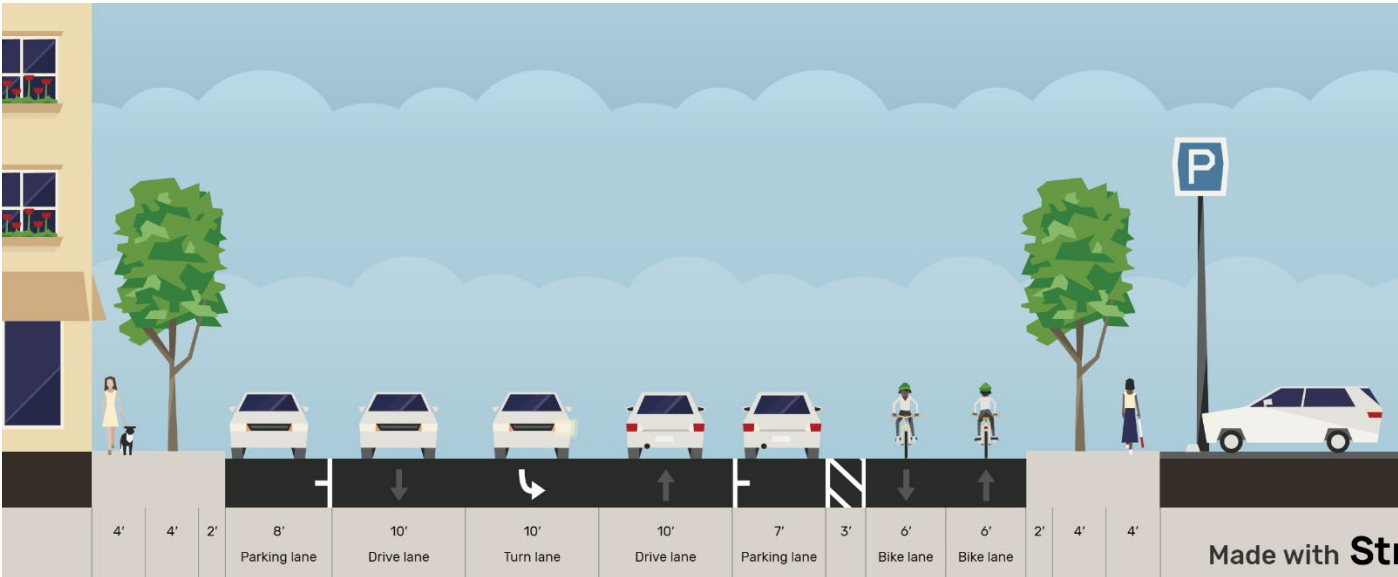 P
4' 4' 2' 8' 10' 10' 10' 7' 3' 6' 6' 2' 4' 4'
Parking lane Drive lane Turn lane Drive lane Parking lane Bike lane Bike lane
Made with Str